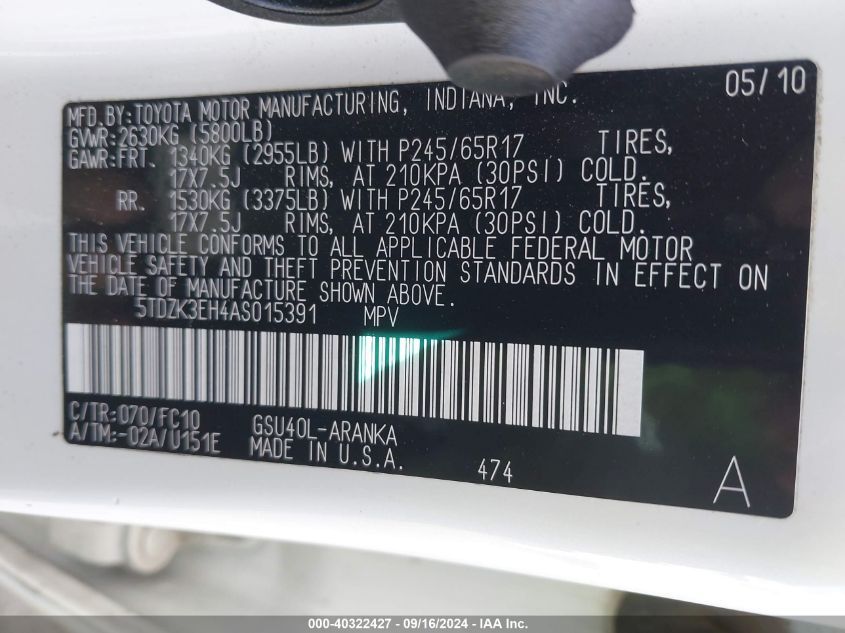 05/10
MFD.BY:TOYOTA MOTOR MANUFACTURING, INDIANA, INC.
GVWR:2630KG (5800LB)
GAWR:FRT. 1340KG (2955LB) WITH P245/65R17 TIRES,
17X7.5J RIMS, AT 210KPA (30PSI) COLD.
RR. 1530KG (3375LB) WITH P245/65R17 TIRES,
17X7.5J RIMS, AT 210KPA (30PSI) COLD.
THIS VEHICLE CONFORMS TO ALL APPLICABLE FEDERAL MOTOR
VEHICLE SAFETY AND THEFT PREVENTION STANDARDS IN EFFECT ON
THE DATE OF MANUFACTURE SHOWN ABOVE.
5TDZK3EH4AS015391 MPV
C/TR:070/FC10 GSU40L-ARANKA
A/TM:-02A/U151E MADE IN U.S.A.
474
A
000-40322427 - 09/16/2024 - IAA Inc.